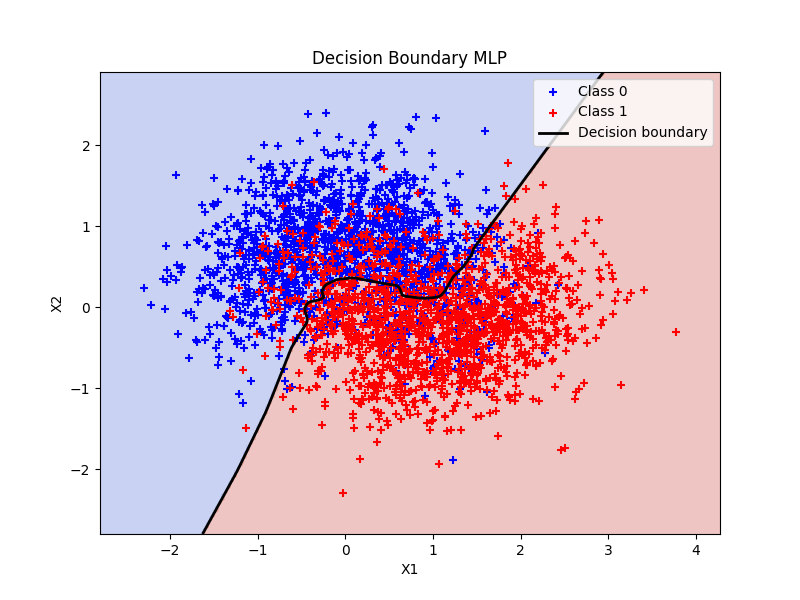 Decision Boundary MLP
Class 0
Class 1
Decision boundary
X2
2
1
0
−1
−2
−2
−1
0
1
2
3
4
X1